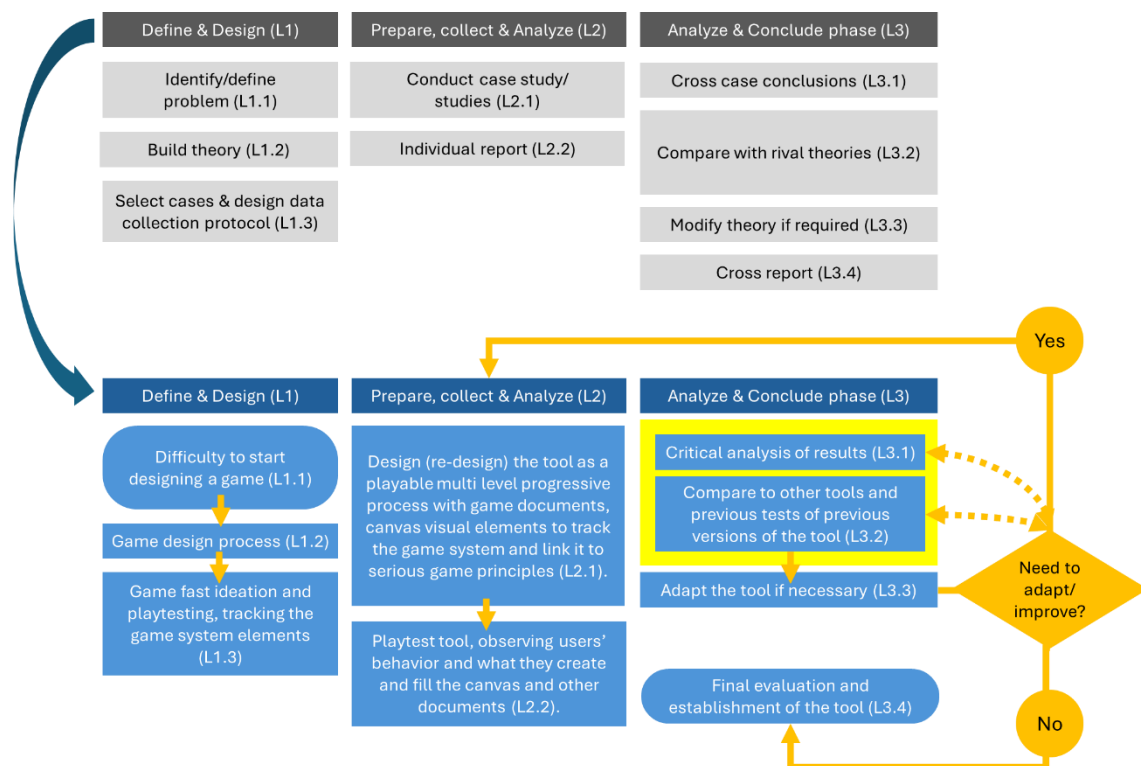 Define & Design (L1)
Identify/define
problem (L1.1)
Build theory (L1.2)
Select cases & design data
collection protocol (L1.3)
Prepare, collect & Analyze (L2)
Conduct case study/
studies (L2.1)
Individual report (L2.2)
Analyze & Conclude phase (L3)
Cross case conclusions (L3.1)
Compare with rival theories (L3.2)
Modify theory if required (L3.3)
Cross report (L3.4)
Yes
Define & Design (L1)
Difficulty to start
designing a game (L1.1)
Game design process (L1.2)
Game fast ideation and
playtesting, tracking the
game system elements
(L1.3)
Prepare, collect & Analyze (L2)
Design (re-design) the tool as a
playable multi level progressive
process with game documents,
canvas visual elements to track
the game system and link it to
serious game principles (L2.1).
Playtest tool, observing users’
behavior and what they create
and fill the canvas and other
documents (L2.2).
Analyze & Conclude phase (L3)
Critical analysis of results (L3.1)
Compare to other tools and
previous tests of previous
versions of the tool (L3.2)
Adapt the tool if necessary (L3.3)
Need to
adapt/
improve?
Final evaluation and
establishment of the tool (L3.4)
No